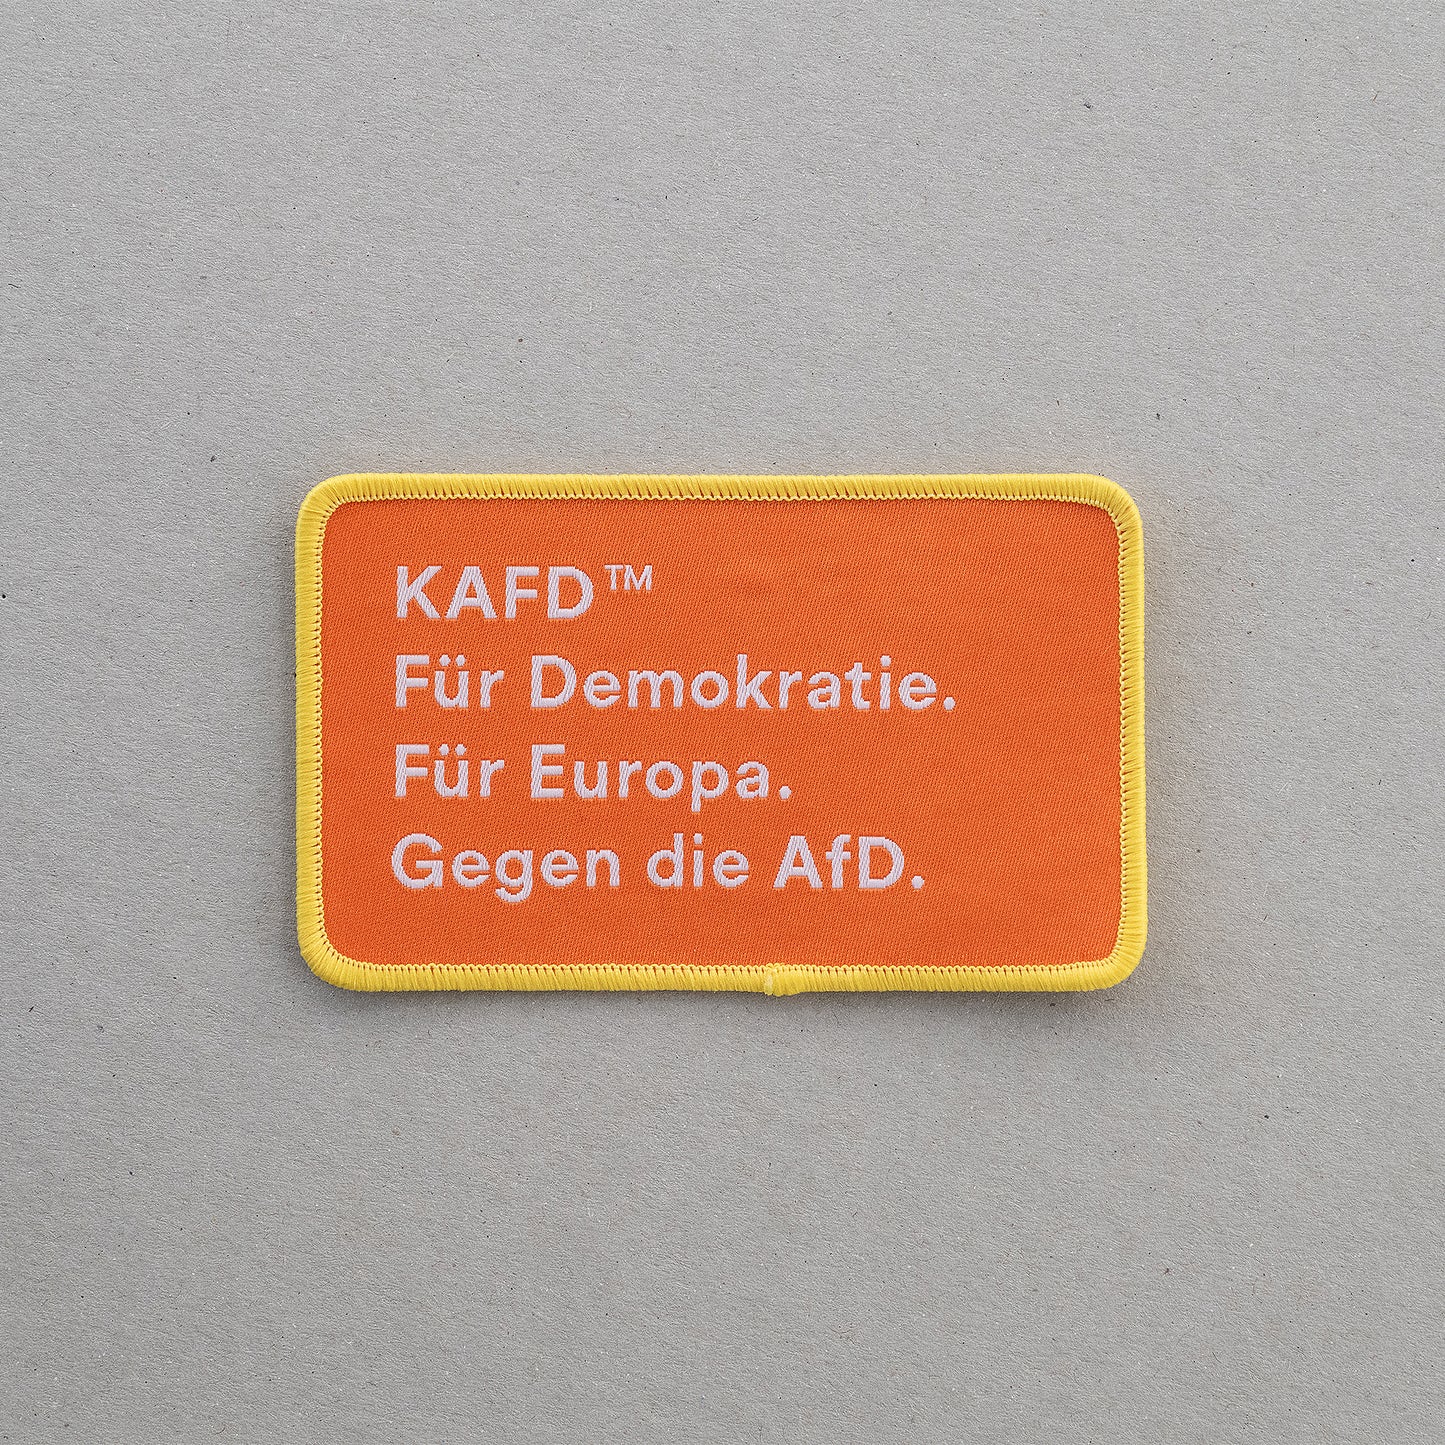 KAFD™
Für Demokratie.
Für Europa.
Gegen die AfD.